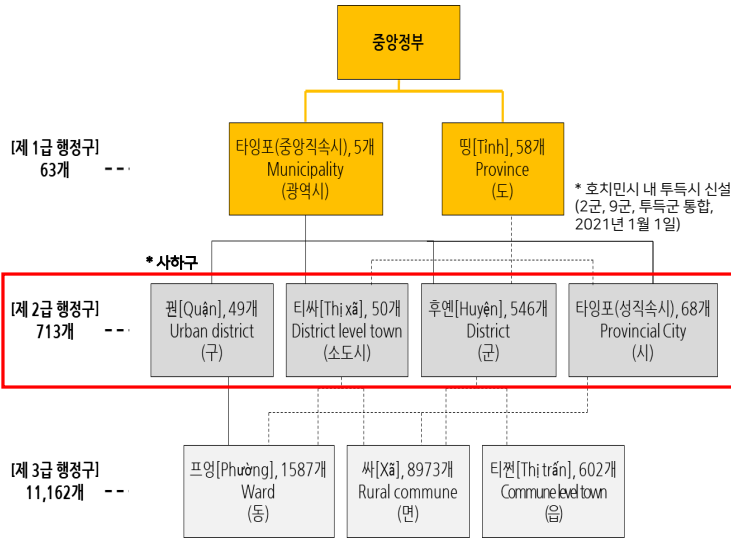 중앙정부
[제 1급 행정구]
63개
타잉포(중앙직속시), 5개
Municipality
(광역시)
띵[Tỉnh], 58개
Province
(도)
* 호치민시 내 투득시 신설
(2군, 9군, 투득군 통합,
2021년 1월 1일)
* 사하구
[제 2급 행정구]
713개
꿘[Quận], 49개
Urban district
(구)
티싸[Thị xã], 50개
District level town
(소도시)
후옌[Huyện], 546개
District
(군)
타잉포(성직속시), 68개
Provincial City
(시)
[제 3급 행정구]
11,162개
프엉[Phường], 1587개
Ward
(동)
싸[Xã], 8973개
Rural commune
(면)
티쩐[Thị trấn], 602개
Commune level town
(읍)